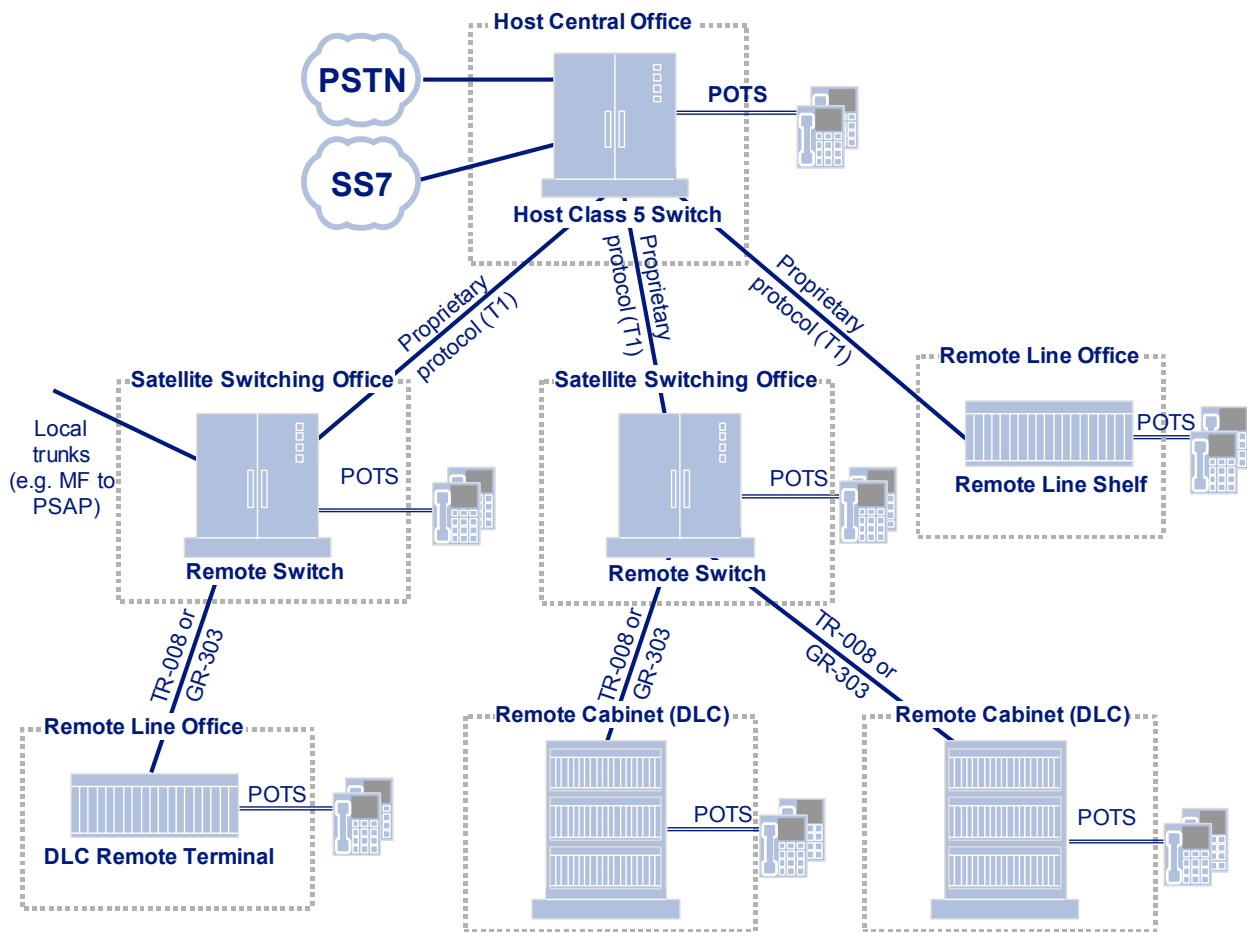 Host Central Office
PSTN
POTS
SS7
Host Class 5 Switch
Proprietary
protocol (T1)
Proprietary
protocol (T1)
Proprietary
protocol (T1)
Remote Line Office
POTS
Remote Line Shelf
Satellite Switching Office
Local
trunks
(e.g. MF to
PSAP)
POTS
Remote Switch
Satellite Switching Office
POTS
Remote Switch
TR-008 or
GR-303
TR-008 or
GR-303
TR-008 or
GR-303
Remote Line Office
POTS
DLC Remote Terminal
Remote Cabinet (DLC)
POTS
Remote Cabinet (DLC)
POTS